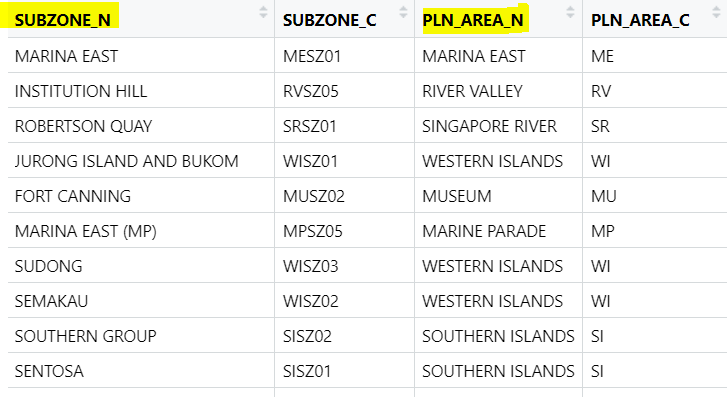 SUBZONE_N SUBZONE_C PLN_AREA_N PLN_AREA_C
MARINA EAST MESZ01 MARINA EAST ME
INSTITUTION HILL RVSZ05 RIVER VALLEY RV
ROBERTSON QUAY SRSZ01 SINGAPORE RIVER SR
JURONG ISLAND AND BUKOM WISZ01 WESTERN ISLANDS WI
FORT CANNING MUSZ02 MUSEUM MU
MARINA EAST (MP) MPSZ05 MARINE PARADE MP
SUDONG WISZ03 WESTERN ISLANDS WI
SEMAKAU WISZ02 WESTERN ISLANDS WI
SOUTHERN GROUP SISZ02 SOUTHERN ISLANDS SI
SENTOSA SISZ01 SOUTHERN ISLANDS SI